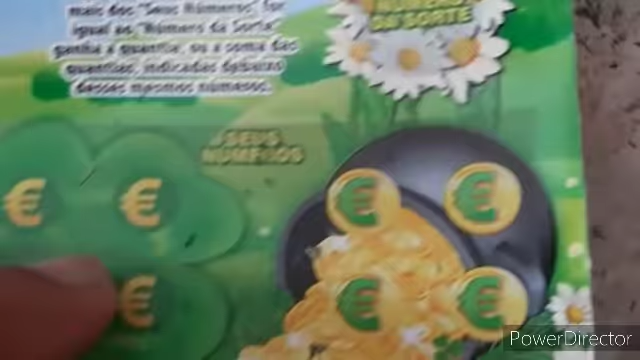 mais dos "Seus Números", for
igual ao "Número da Sorte"
ganha a quantia, ou a soma das
quantias, indicadas debaixo
desses mesmos números.
NÚMERO
DA SORTE
SEUS
NÚMEROS
€
€
€
€
€
€
€
PowerDirector